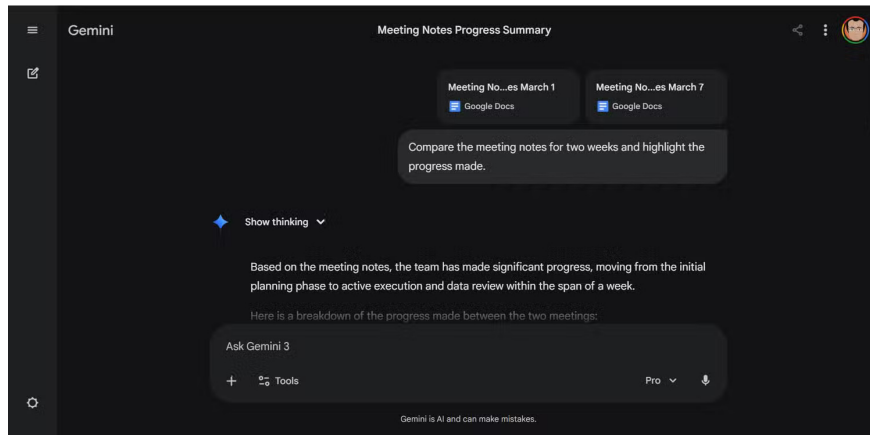 Gemini
Meeting Notes Progress Summary
Meeting No...es March 1
Google Docs
Meeting No...es March 7
Google Docs
Compare the meeting notes for two weeks and highlight the
progress made.
Show thinking
Based on the meeting notes, the team has made significant progress, moving from the initial
planning phase to active execution and data review within the span of a week.
Here is a breakdown of the progress made between the two meetings:
Ask Gemini 3
Tools
Pro
Gemini is AI and can make mistakes.